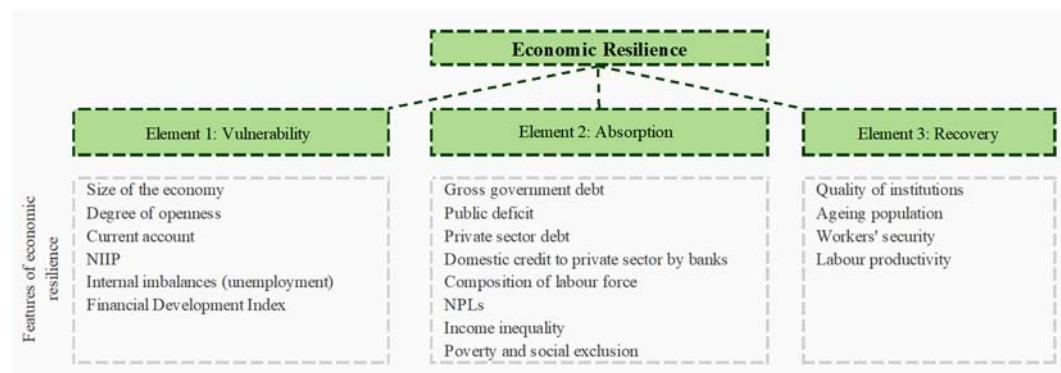 Economic Resilience
Element 1: Vulnerability
Element 2: Absorption
Element 3: Recovery
Features of economic
resilience
Size of the economy
Degree of openness
Current account
NIIP
Internal imbalances (unemployment)
Financial Development Index
Gross government debt
Public deficit
Private sector debt
Domestic credit to private sector by banks
Composition of labour force
NPLs
Income inequality
Poverty and social exclusion
Quality of institutions
Ageing population
Workers' security
Labour productivity